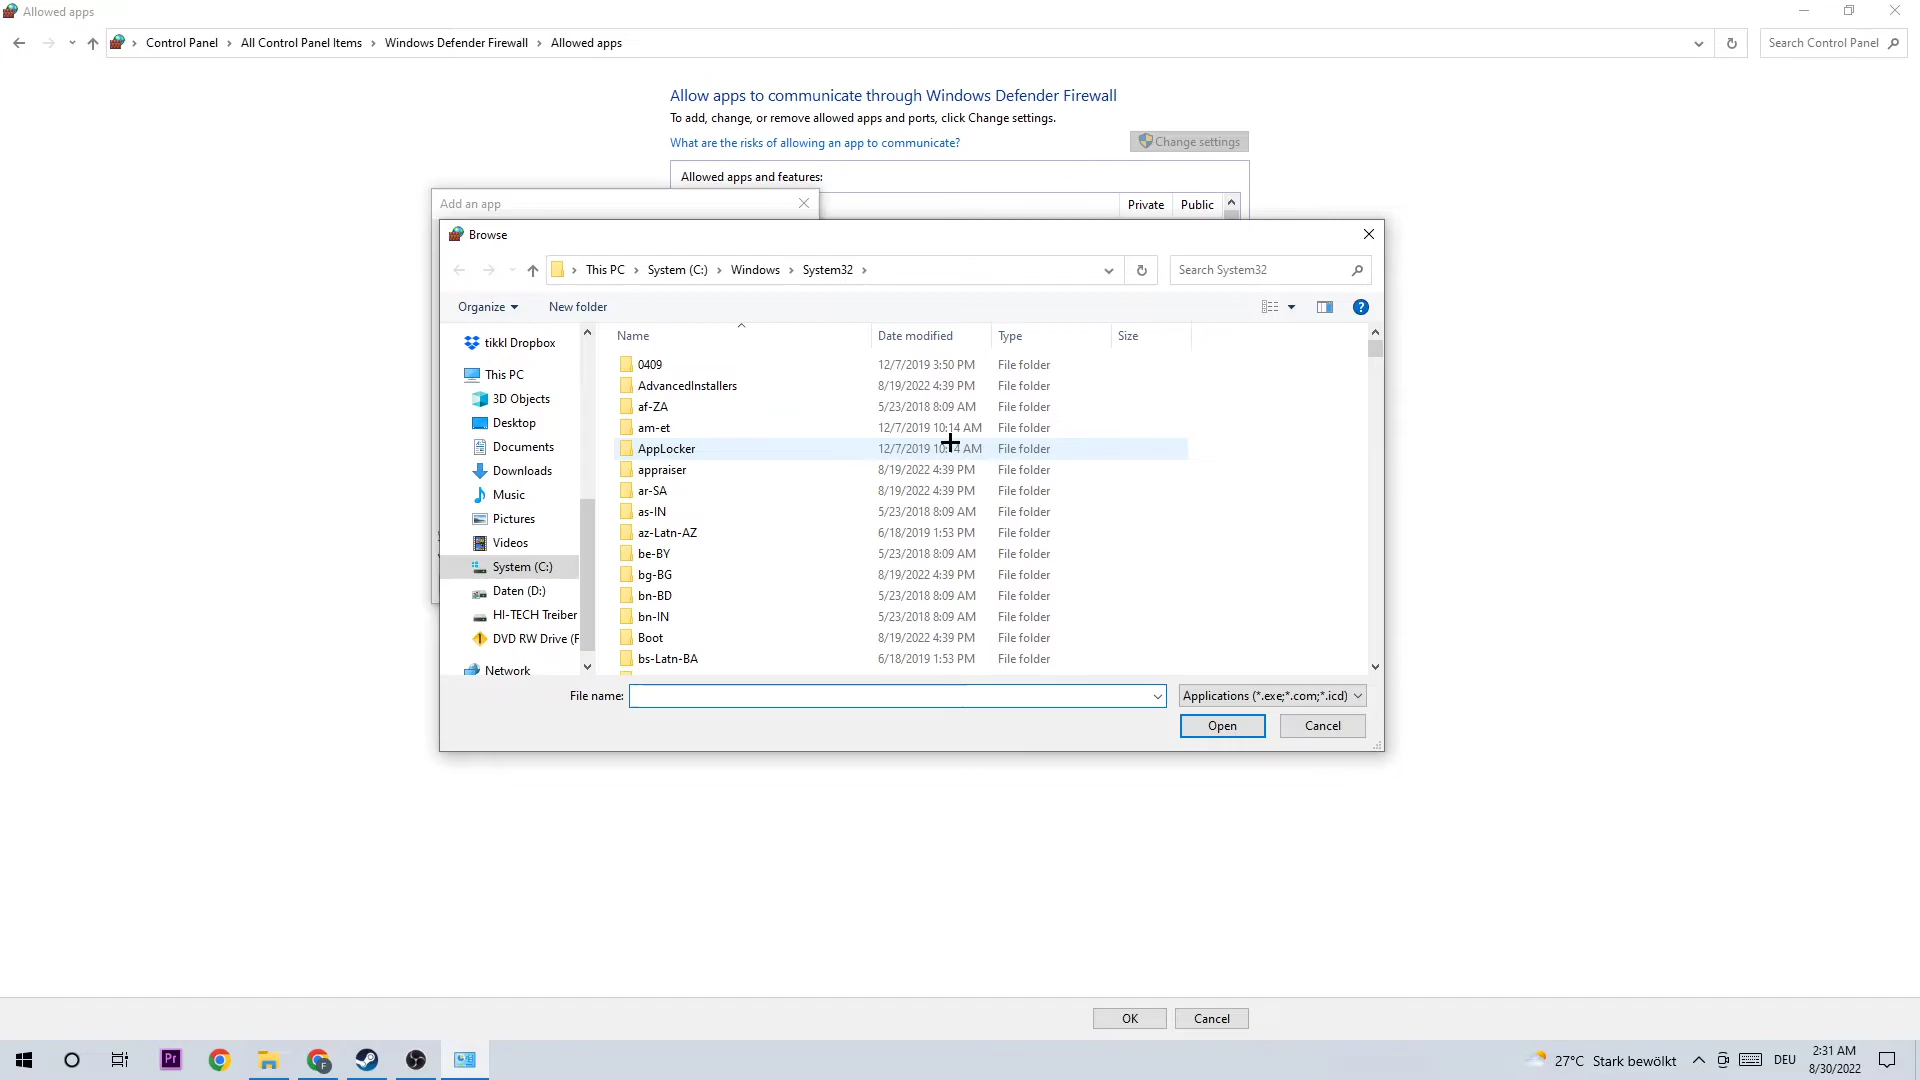 Allowed apps
Control Panel > All Control Panel Items > Windows Defender Firewall > Allowed apps
Search Control Panel
Allow apps to communicate through Windows Defender Firewall
To add, change, or remove allowed apps and ports, click Change settings.
What are the risks of allowing an app to communicate?
Change settings
Allowed apps and features:
Private Public
Add an app
Browse
This PC > System (C:) > Windows > System32 >
Search System32
Organize New folder
tikkl Dropbox
This PC
3D Objects
Desktop
Documents
Downloads
Music
Pictures
Videos
System (C:)
Daten (D:)
HI-TECH Treiber
DVD RW Drive (F
Network
Name Date modified Type Size
0409 12/7/2019 3:50 PM File folder
AdvancedInstallers 8/19/2022 4:39 PM File folder
af-ZA 5/23/2018 8:09 AM File folder
am-et 12/7/2019 10:14 AM File folder
AppLocker 12/7/2019 10:14 AM File folder
appraiser 8/19/2022 4:39 PM File folder
ar-SA 8/19/2022 4:39 PM File folder
as-IN 5/23/2018 8:09 AM File folder
az-Latn-AZ 6/18/2019 1:53 PM File folder
be-BY 5/23/2018 8:09 AM File folder
bg-BG 8/19/2022 4:39 PM File folder
bn-BD 5/23/2018 8:09 AM File folder
bn-IN 5/23/2018 8:09 AM File folder
Boot 8/19/2022 4:39 PM File folder
bs-Latn-BA 6/18/2019 1:53 PM File folder
File name:
Applications (*.exe;*.com;*.icd)
Open Cancel
OK Cancel
Pr
F
27°C Stark bewölkt
DEU
2:31 AM
8/30/2022